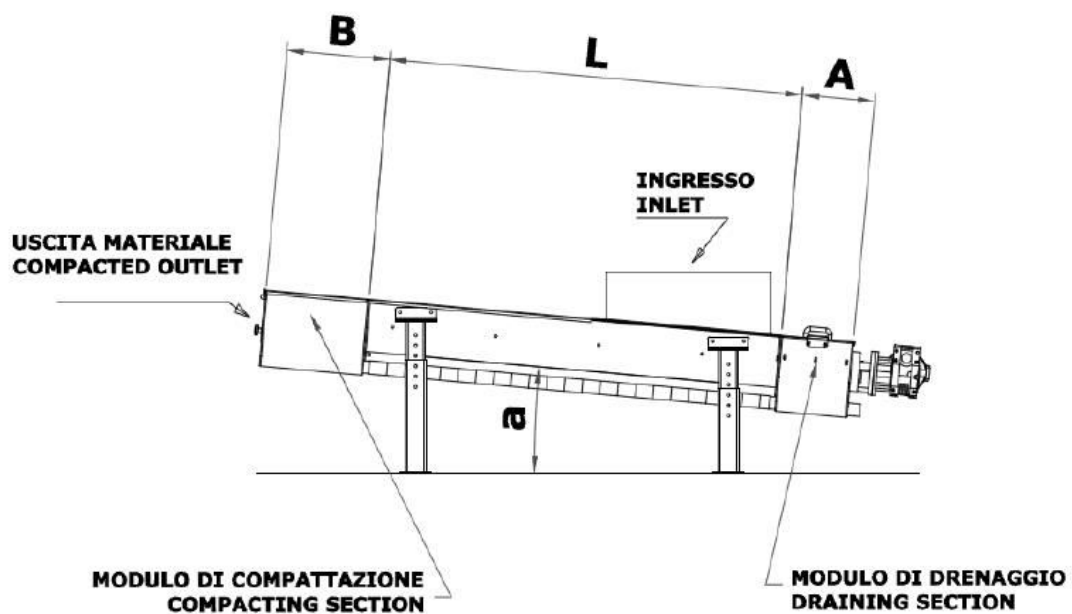 B
L
A
INGRESSO
INLET
USCITA MATERIALE
COMPACTED OUTLET
a
MODULO DI COMPATTAZIONE
COMPACTING SECTION
MODULO DI DRENAGGIO
DRAINING SECTION